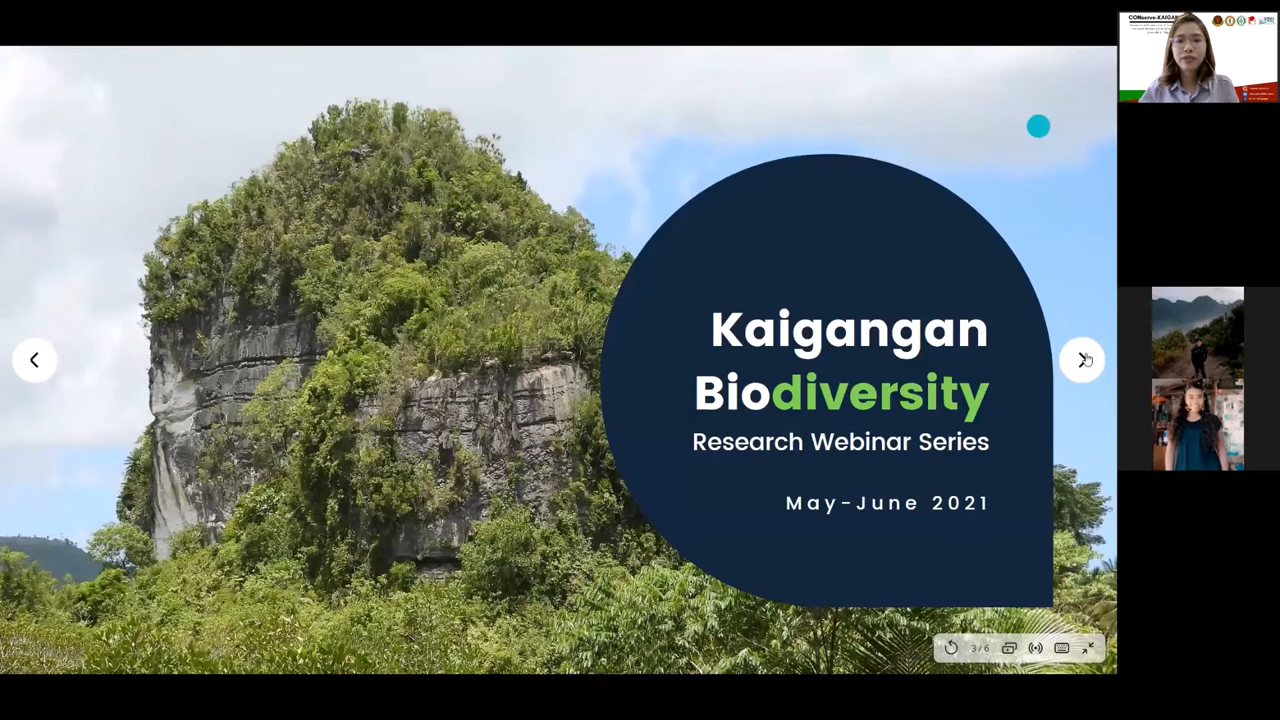 Kaigangan
Biodiversity
Research Webinar Series
May-June 2021
3/6